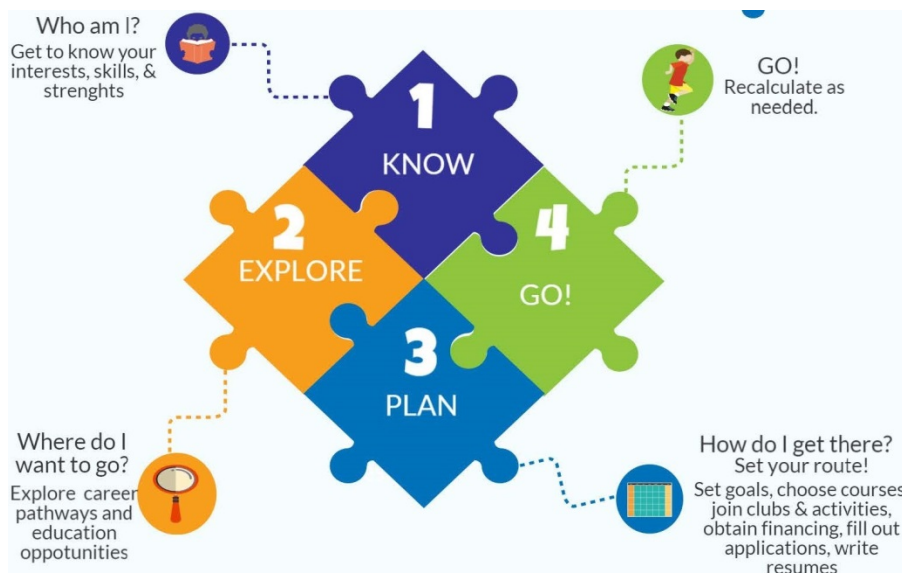 Who am I?
Get to know your
interests, skills, &
strenghts
1
KNOW
GO!
Recalculate as
needed.
2
EXPLORE
4
GO!
3
PLAN
Where do I
want to go?
Explore career
pathways and
education
oppotunities
How do I get there?
Set your route!
Set goals, choose courses
join clubs & activities,
obtain financing, fill out
applications, write
resumes